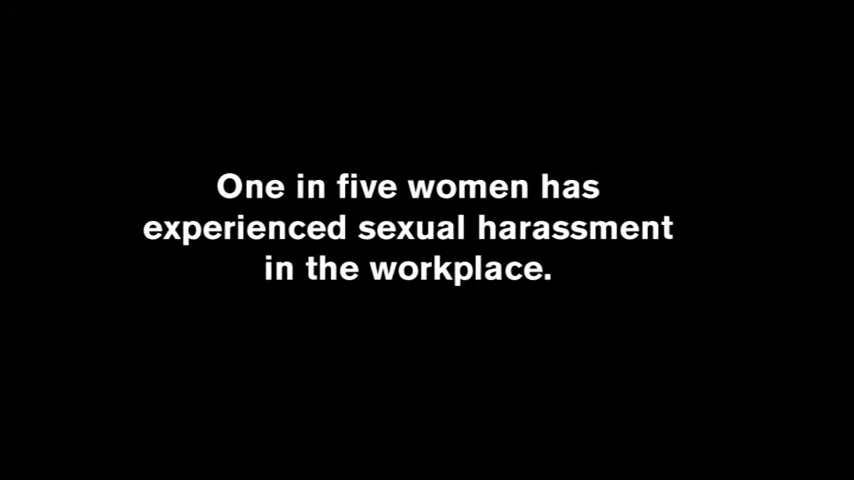 One in five women has
experienced sexual harassment
in the workplace.